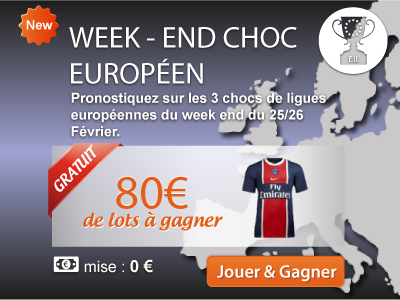 New
WEEK - END CHOC
EUROPÉEN
Pronostiquez sur les 3 chocs de ligues
européennes du week end du 25/26
Février.
GRATUIT
80€
de lots à gagner
Fly
Emirates
mise : 0 €
Jouer & Gagner